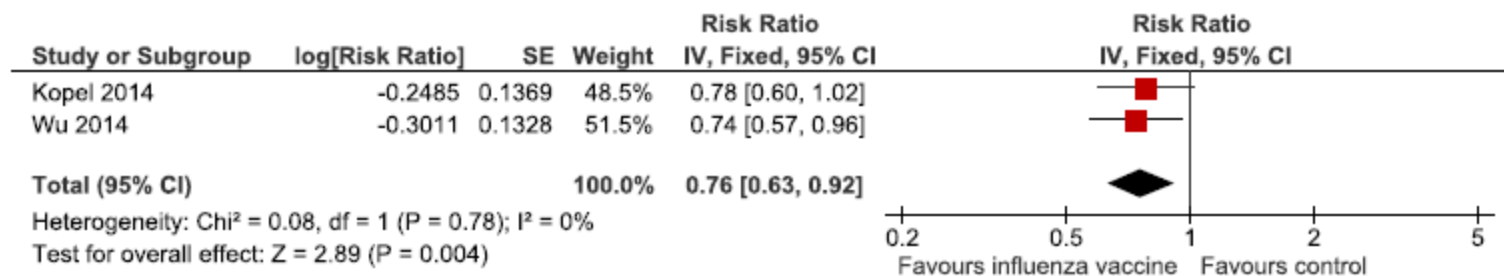 Risk Ratio Risk Ratio
Study or Subgroup log[Risk Ratio] SE Weight IV, Fixed, 95% CI IV, Fixed, 95% CI
Kopel 2014 -0.2485 0.1369 48.5% 0.78 [0.60, 1.02]
Wu 2014 -0.3011 0.1328 51.5% 0.74 [0.57, 0.96]
Total (95% CI) 100.0% 0.76 [0.63, 0.92]
Heterogeneity: Chi² = 0.08, df = 1 (P = 0.78); I² = 0%
Test for overall effect: Z = 2.89 (P = 0.004)
0.2 0.5 1 2 5
Favours influenza vaccine Favours control